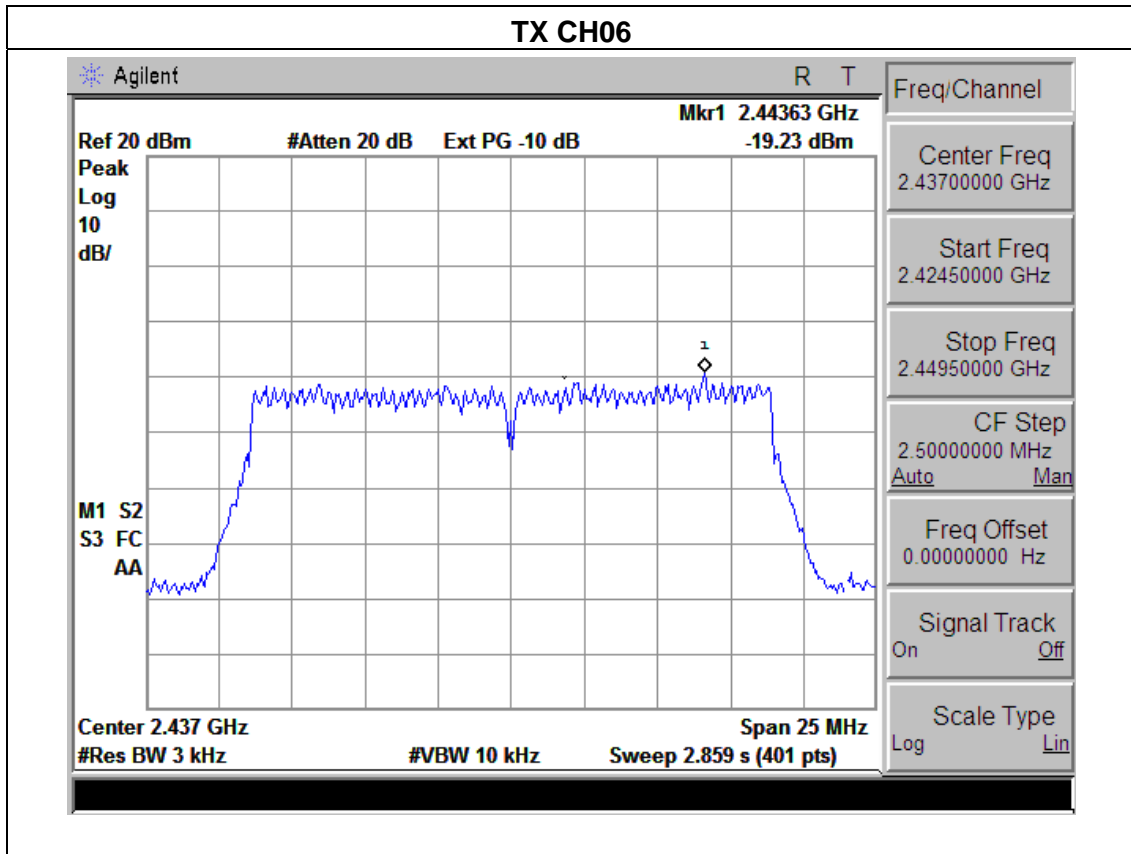 TX CH06
Agilent R T
Mkr1 2.44363 GHz
Ref 20 dBm #Atten 20 dB Ext PG -10 dB -19.23 dBm
Peak
Log
10
dB/
1
M1 S2
S3 FC
AA
Center 2.437 GHz Span 25 MHz
#Res BW 3 kHz #VBW 10 kHz Sweep 2.859 s (401 pts)
Freq/Channel
Center Freq
2.43700000 GHz
Start Freq
2.42450000 GHz
Stop Freq
2.44950000 GHz
CF Step
2.50000000 MHz
Auto Man
Freq Offset
0.00000000 Hz
Signal Track
On Off
Scale Type
Log Lin